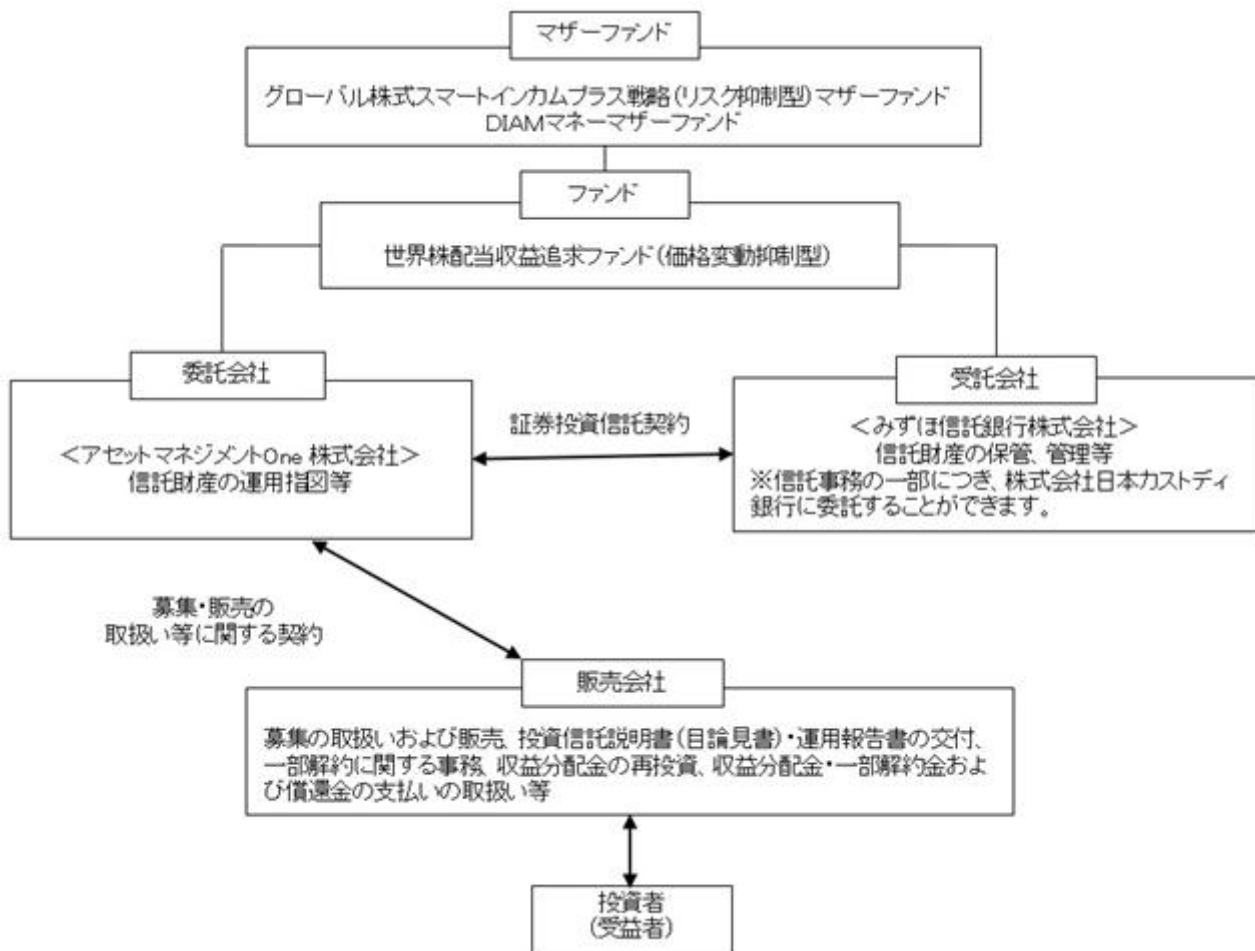 マザーファンド
グローバル株式スマートインカムプラス戦略(リスク抑制型)マザーファンド
DIAMマネーマザーファンド
ファンド
世界株配当収益追求ファンド(価格変動抑制型)
委託会社
<アセットマネジメントOne 株式会社>
信託財産の運用指図等
証券投資信託契約
受託会社
<みずほ信託銀行株式会社>
信託財産の保管、管理等
※信託事務の一部につき、株式会社日本カストディ
銀行に委託することができます。
募集・販売の
取扱い等に関する契約
販売会社
募集の取扱いおよび販売、投資信託説明書(目論見書)・運用報告書の交付、
一部解約に関する事務、収益分配金の再投資、収益分配金・一部解約金およ
び償還金の支払いの取扱い等
投資者
(受益者)